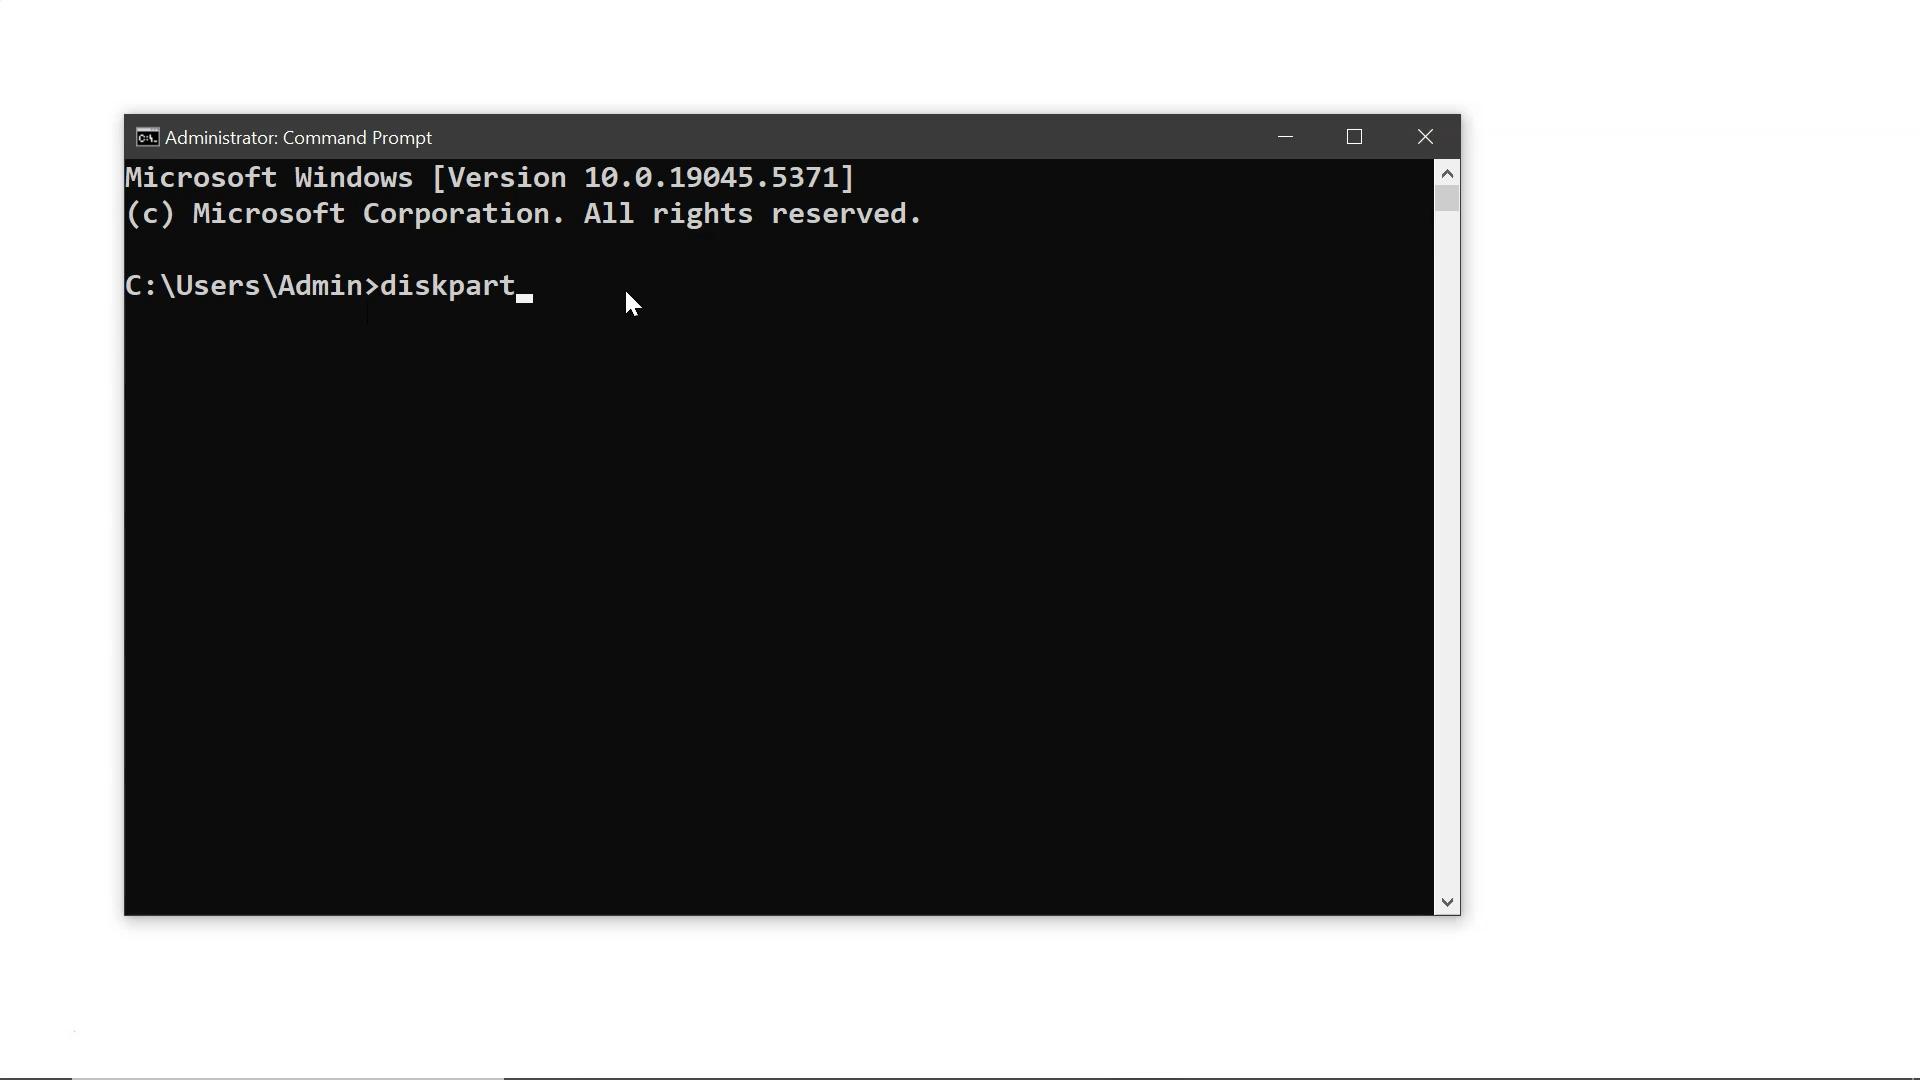 Administrator: Command Prompt
Microsoft Windows [Version 10.0.19045.5371]
(c) Microsoft Corporation. All rights reserved.
C:\Users\Admin>diskpart